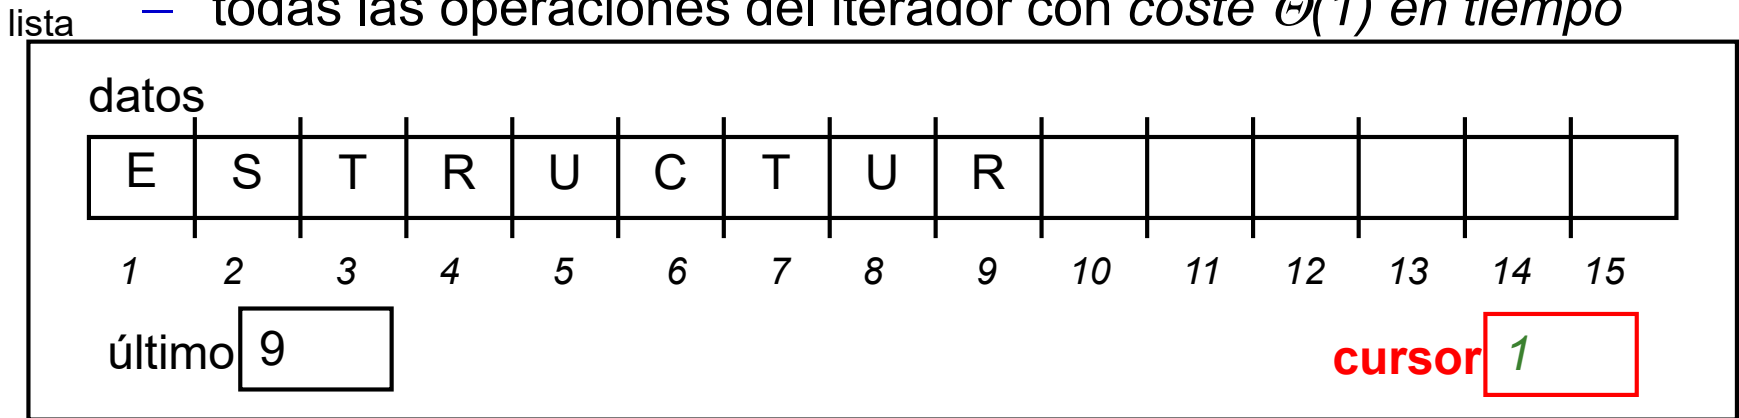 – todas las operaciones del iterador con coste Θ(1) en tiempo
lista
datos
E S T R U C T U R
1 2 3 4 5 6 7 8 9 10 11 12 13 14 15
último 9 cursor 1